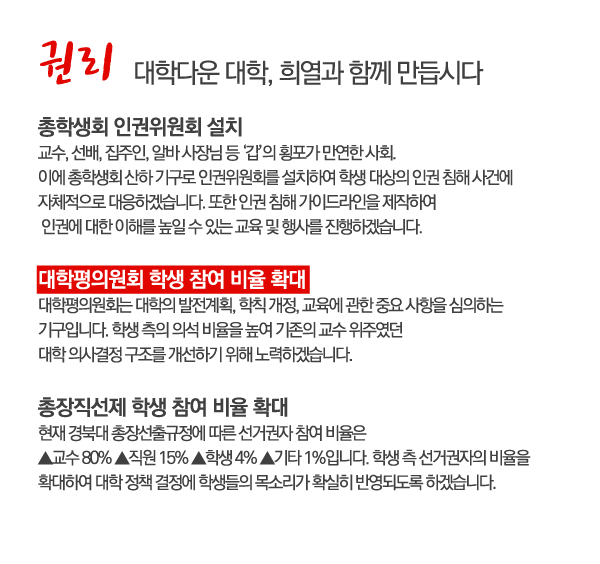 권리 대학다운 대학, 희열과 함께 만듭시다
총학생회 인권위원회 설치
교수, 선배, 집주인, 알바 사장님 등 '갑'의 횡포가 만연한 사회.
이에 총학생회 산하 기구로 인권위원회를 설치하여 학생 대상의 인권 침해 사건에
자체적으로 대응하겠습니다. 또한 인권 침해 가이드라인을 제작하여
인권에 대한 이해를 높일 수 있는 교육 및 행사를 진행하겠습니다.
대학평의원회 학생 참여 비율 확대
대학평의원회는 대학의 발전계획, 학칙 개정, 교육에 관한 중요 사항을 심의하는
기구입니다. 학생 측의 의석 비율을 높여 기존의 교수 위주였던
대학 의사결정 구조를 개선하기 위해 노력하겠습니다.
총장직선제 학생 참여 비율 확대
현재 경북대 총장선출규정에 따른 선거권자 참여 비율은
▲교수 80% ▲직원 15% ▲학생 4% ▲기타 1%입니다. 학생 측 선거권자의 비율을
확대하여 대학 정책 결정에 학생들의 목소리가 확실히 반영되도록 하겠습니다.